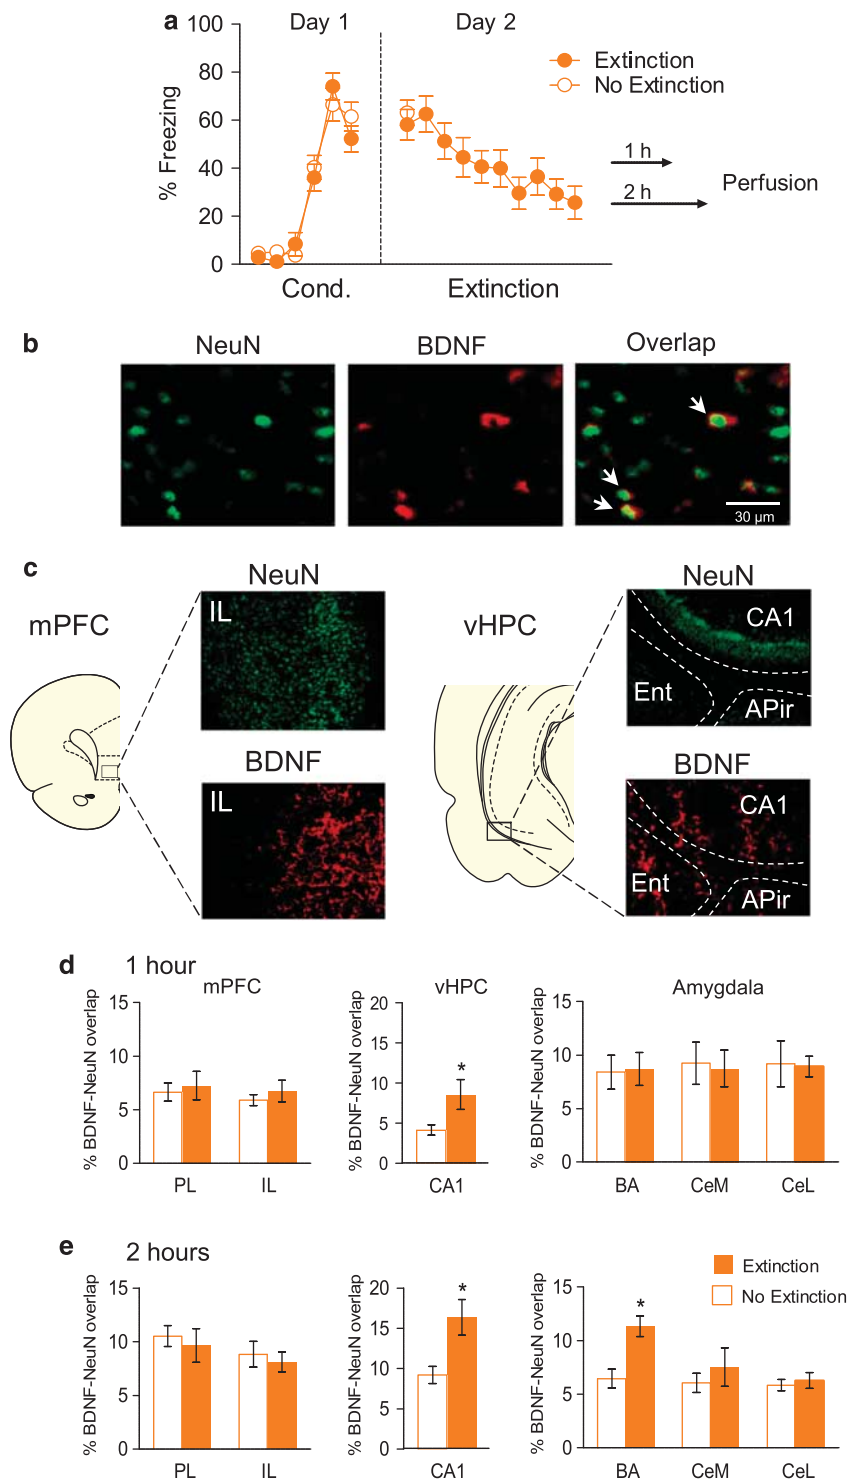 a
Day 1
Day 2
100
80
60
40
20
0
% Freezing
Extinction
No Extinction
1 h
2 h
Perfusion
Cond.
Extinction
b
NeuN
BDNF
Overlap
30 µm
c
mPFC
NeuN
IL
BDNF
IL
vHPC
NeuN
CA1
Ent
APir
BDNF
CA1
Ent
APir
d
1 hour
mPFC
% BDNF-NeuN overlap
15
10
5
0
PL
IL
vHPC
% BDNF-NeuN overlap
20
15
10
5
0
*
CA1
Amygdala
% BDNF-NeuN overlap
15
10
5
0
BA
CeM
CeL
e
2 hours
% BDNF-NeuN overlap
15
10
5
0
PL
IL
% BDNF-NeuN overlap
20
15
10
5
0
*
CA1
% BDNF-NeuN overlap
15
10
5
0
*
BA
CeM
CeL
Extinction
No Extinction